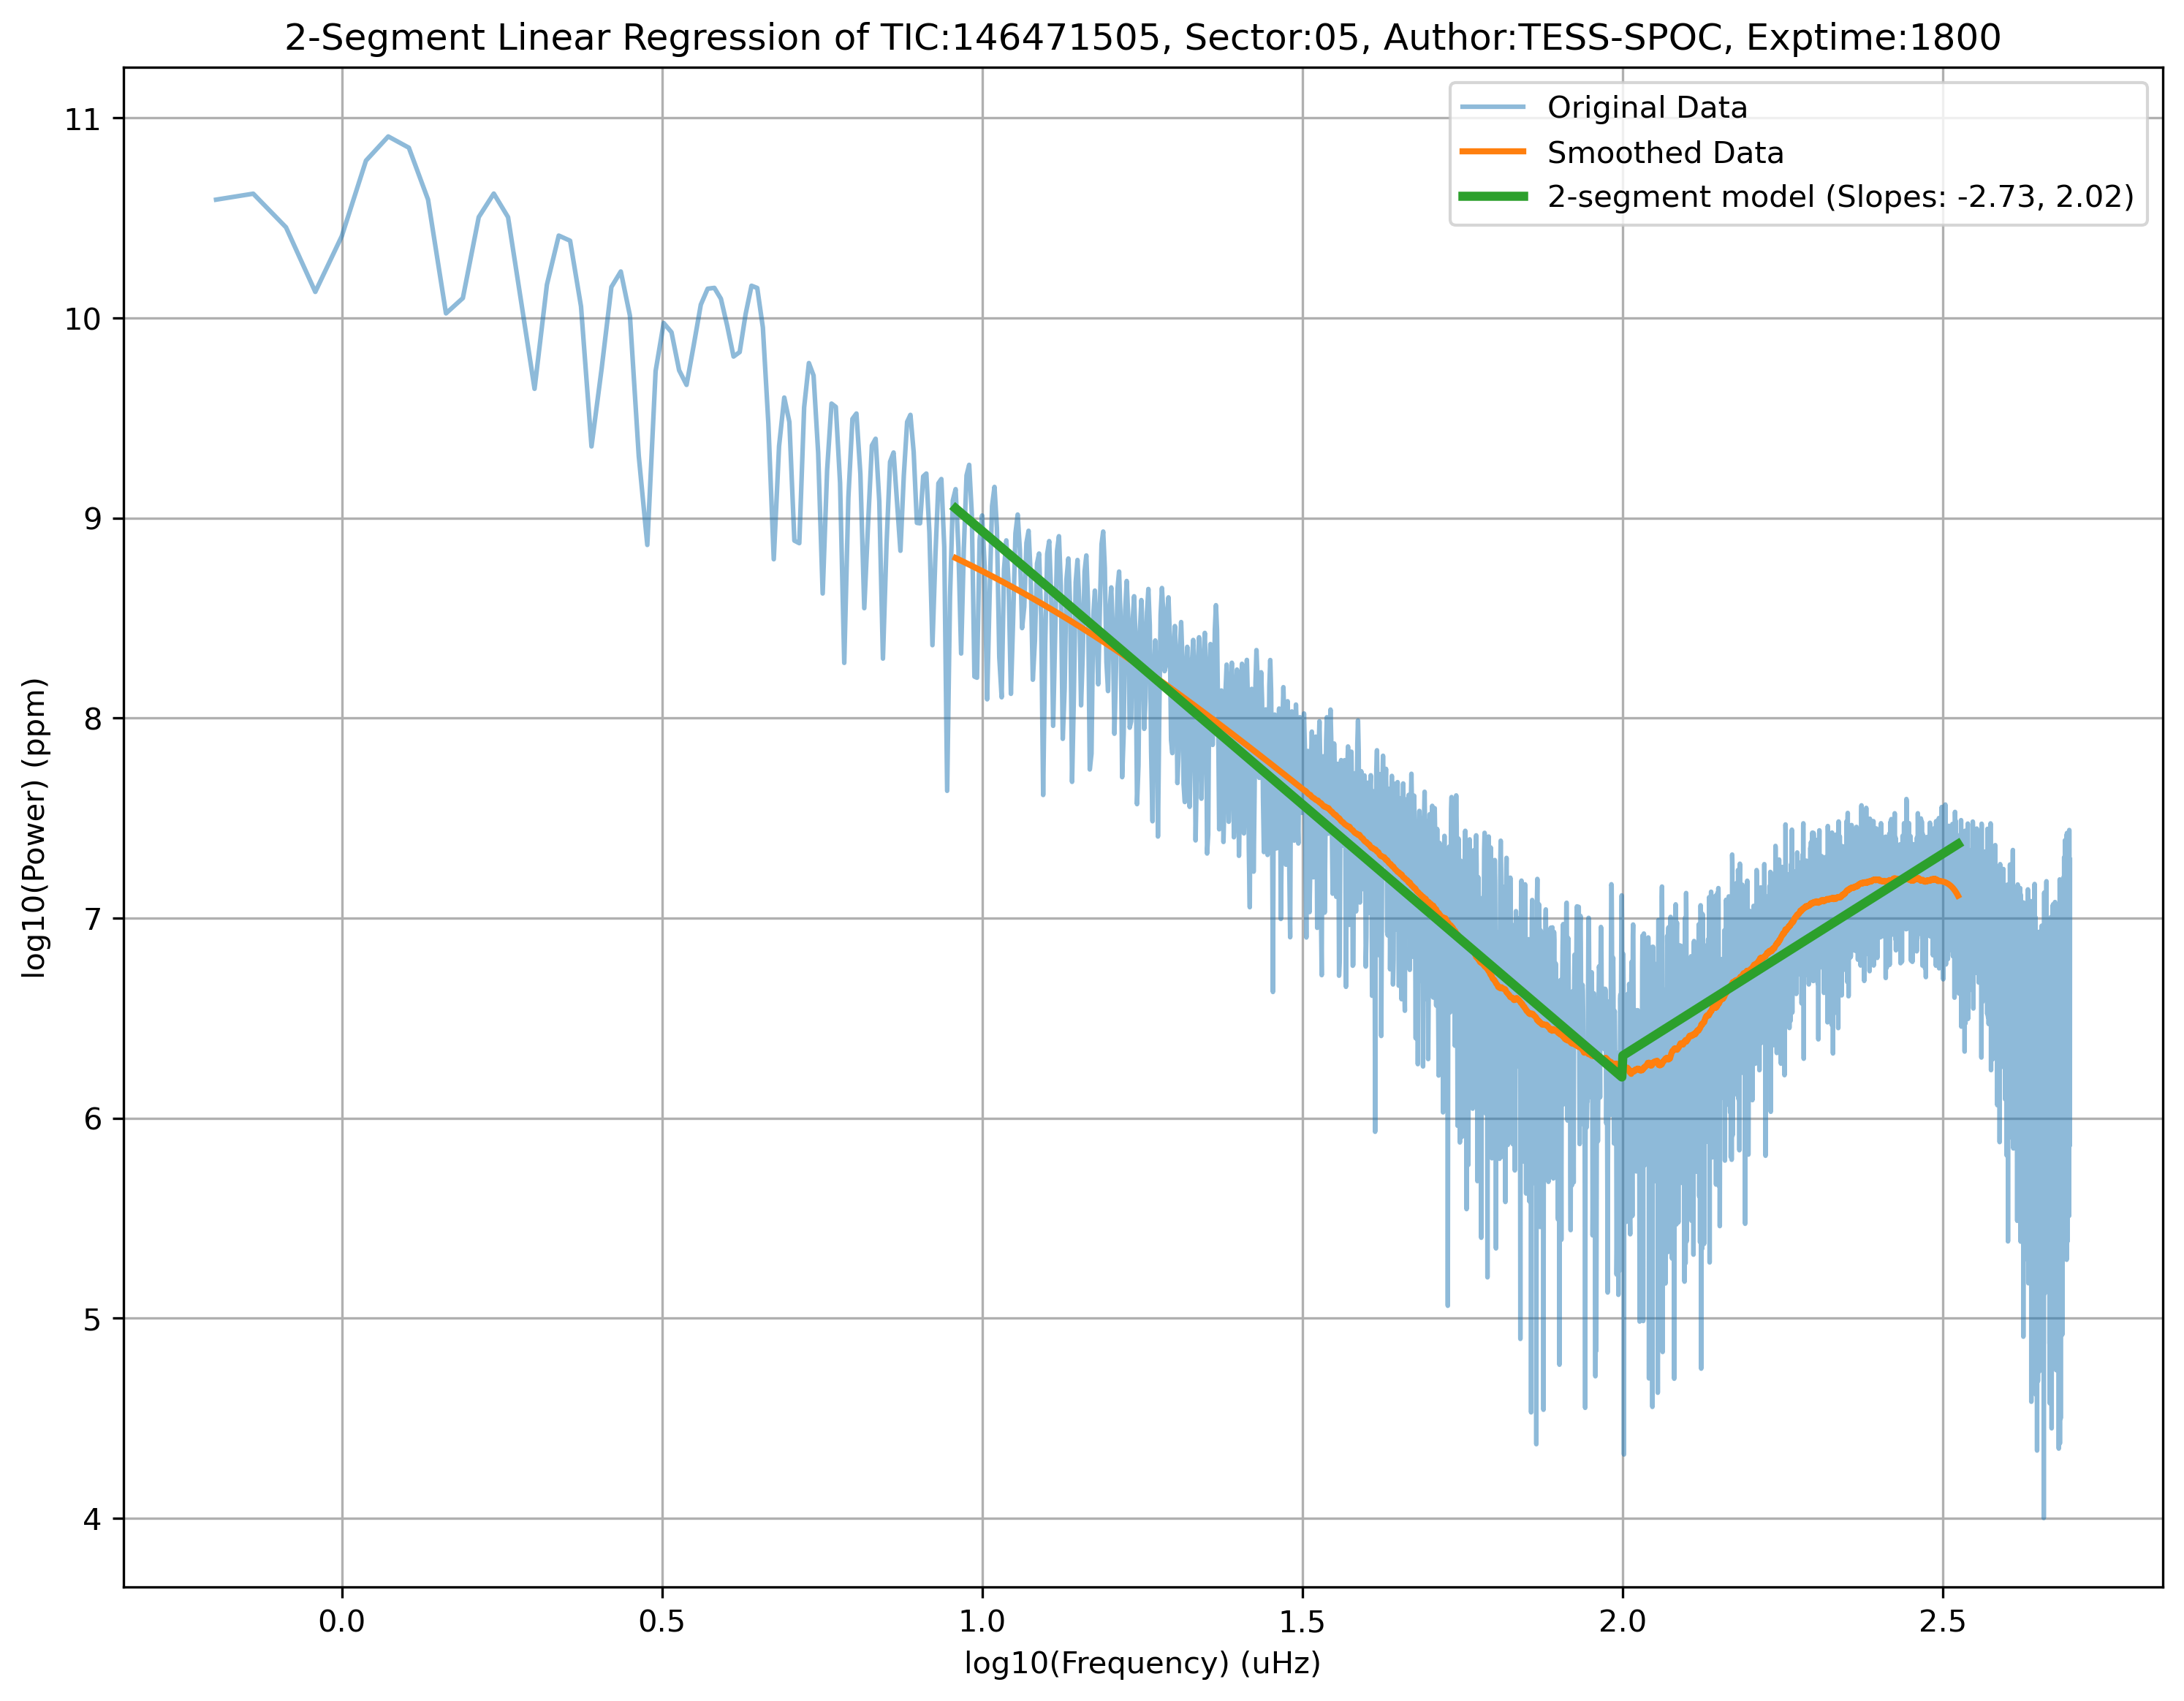 2-Segment Linear Regression of TIC:146471505, Sector:05, Author:TESS-SPOC, Exptime:1800
Original Data
Smoothed Data
2-segment model (Slopes: -2.73, 2.02)
log10(Power) (ppm)
11
10
9
8
7
6
5
4
0.0 0.5 1.0 1.5 2.0 2.5
log10(Frequency) (uHz)